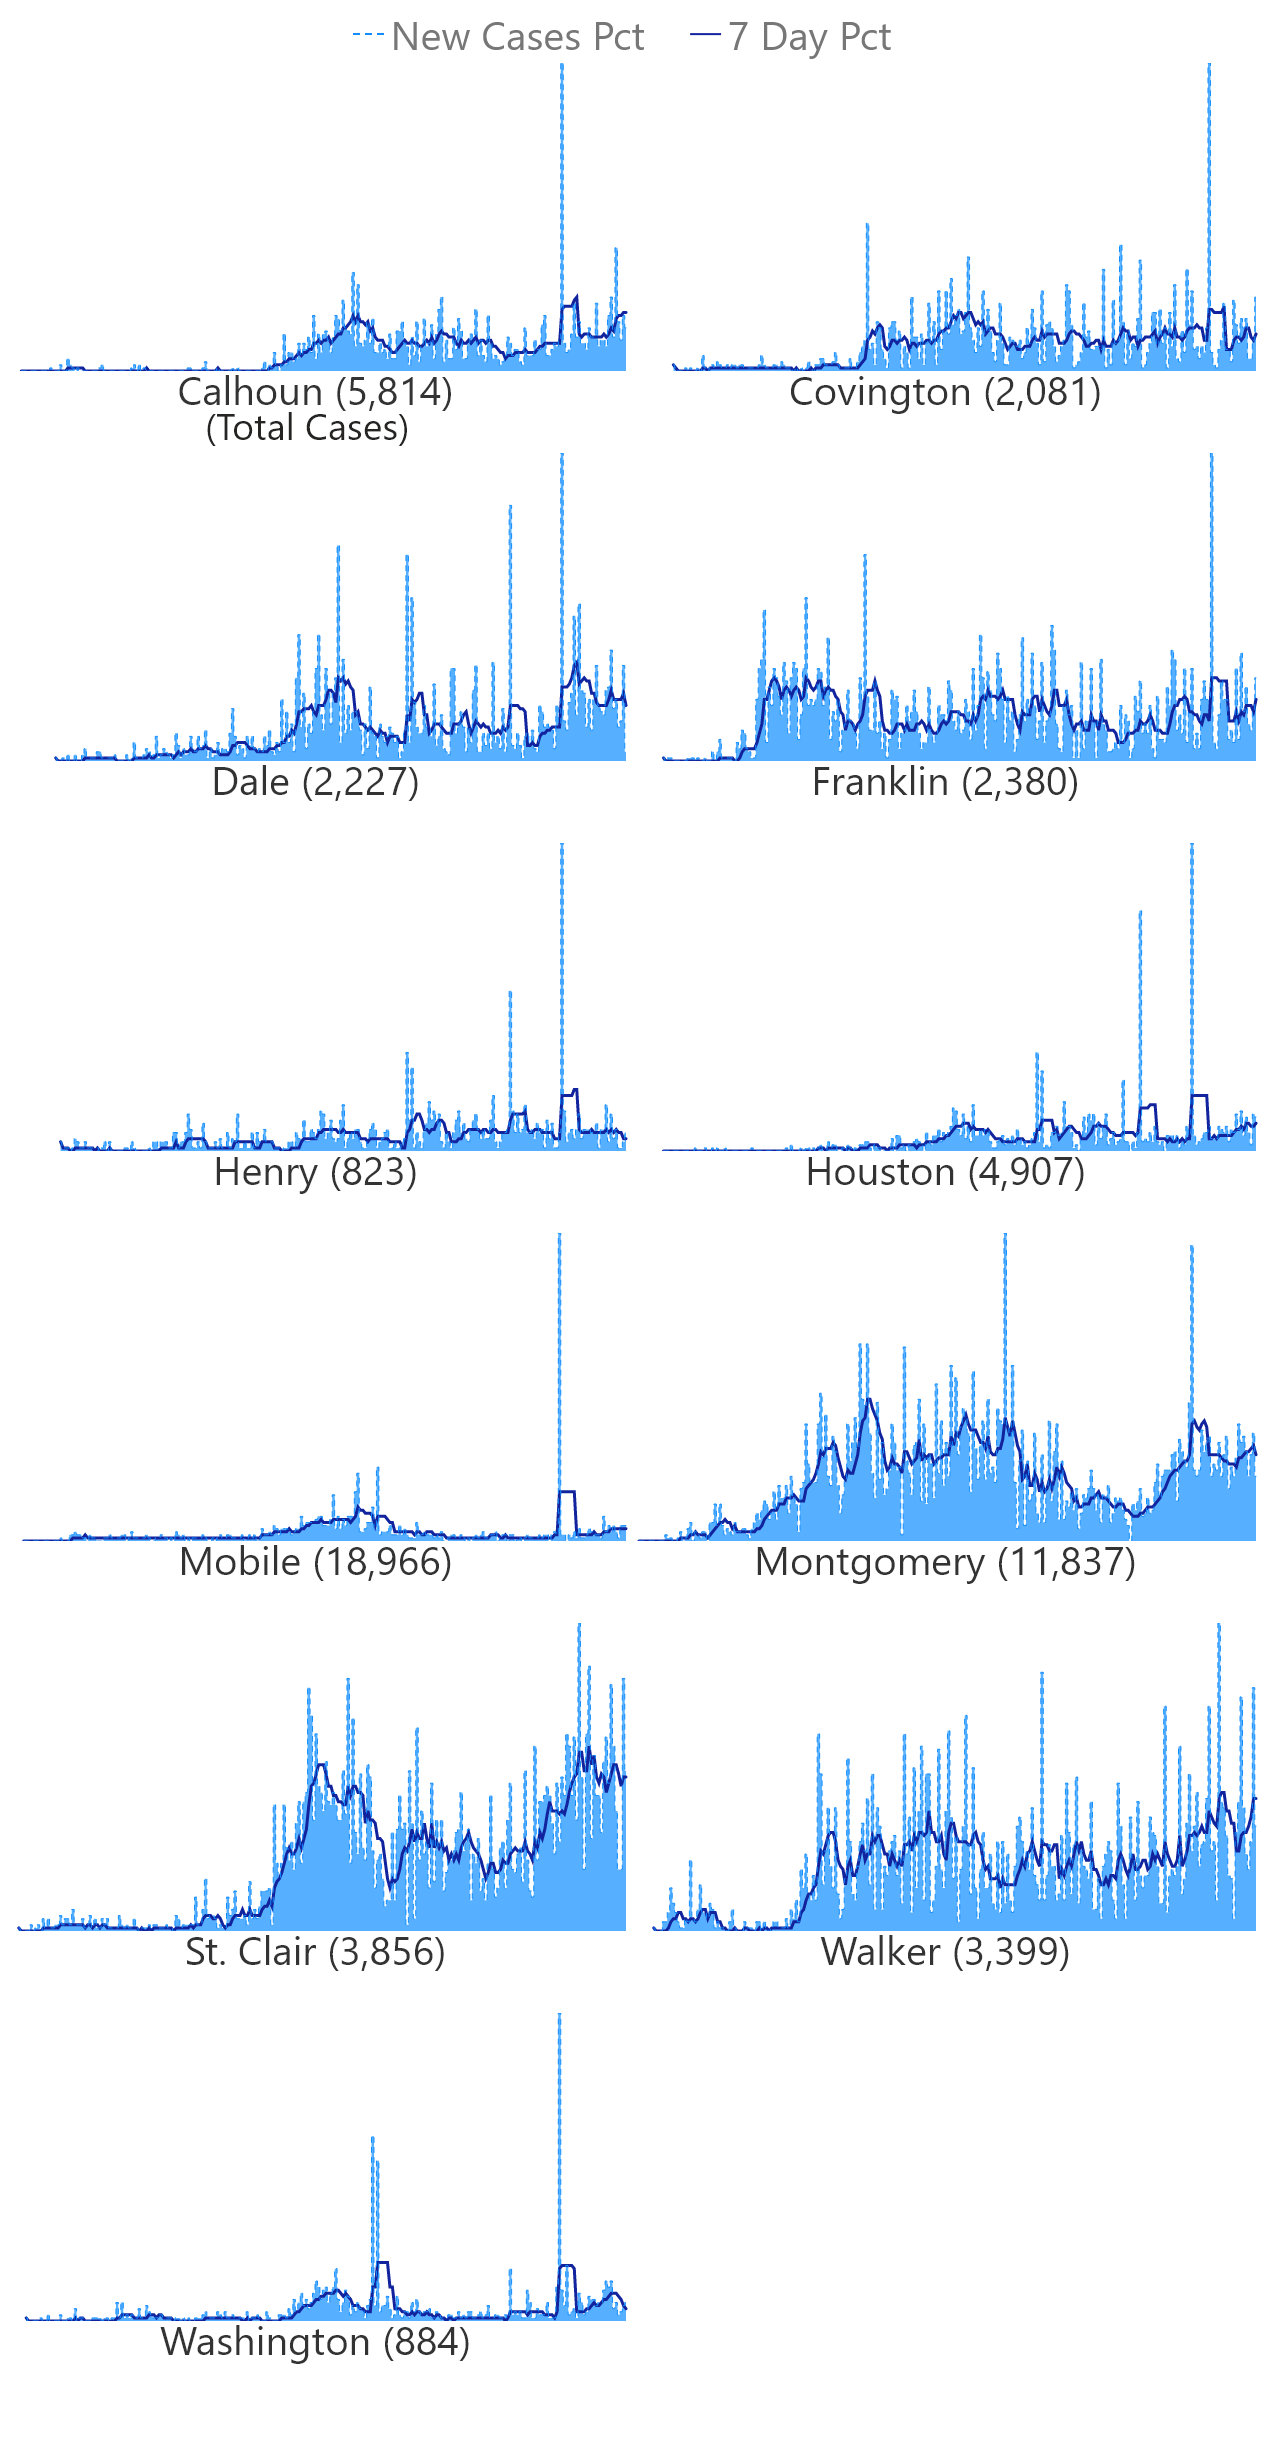 New Cases Pct 7 Day Pct
Calhoun (5,814)
(Total Cases)
Covington (2,081)
Dale (2,227)
Franklin (2,380)
Henry (823)
Houston (4,907)
Mobile (18,966)
Montgomery (11,837)
St. Clair (3,856)
Walker (3,399)
Washington (884)